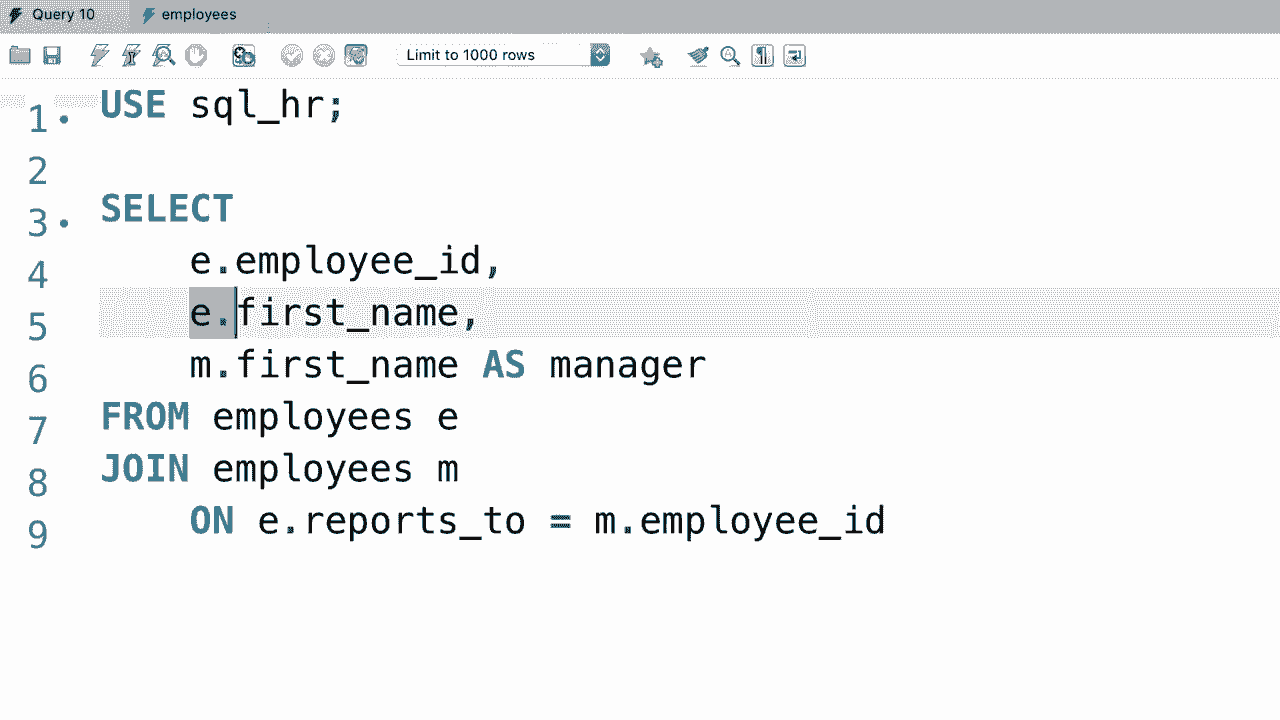 Query 10 employees
Limit to 1000 rows
1 USE sql_hr;
2
3 SELECT
4 e.employee_id,
5 e.first_name,
6 m.first_name AS manager
7 FROM employees e
8 JOIN employees m
9 ON e.reports_to = m.employee_id